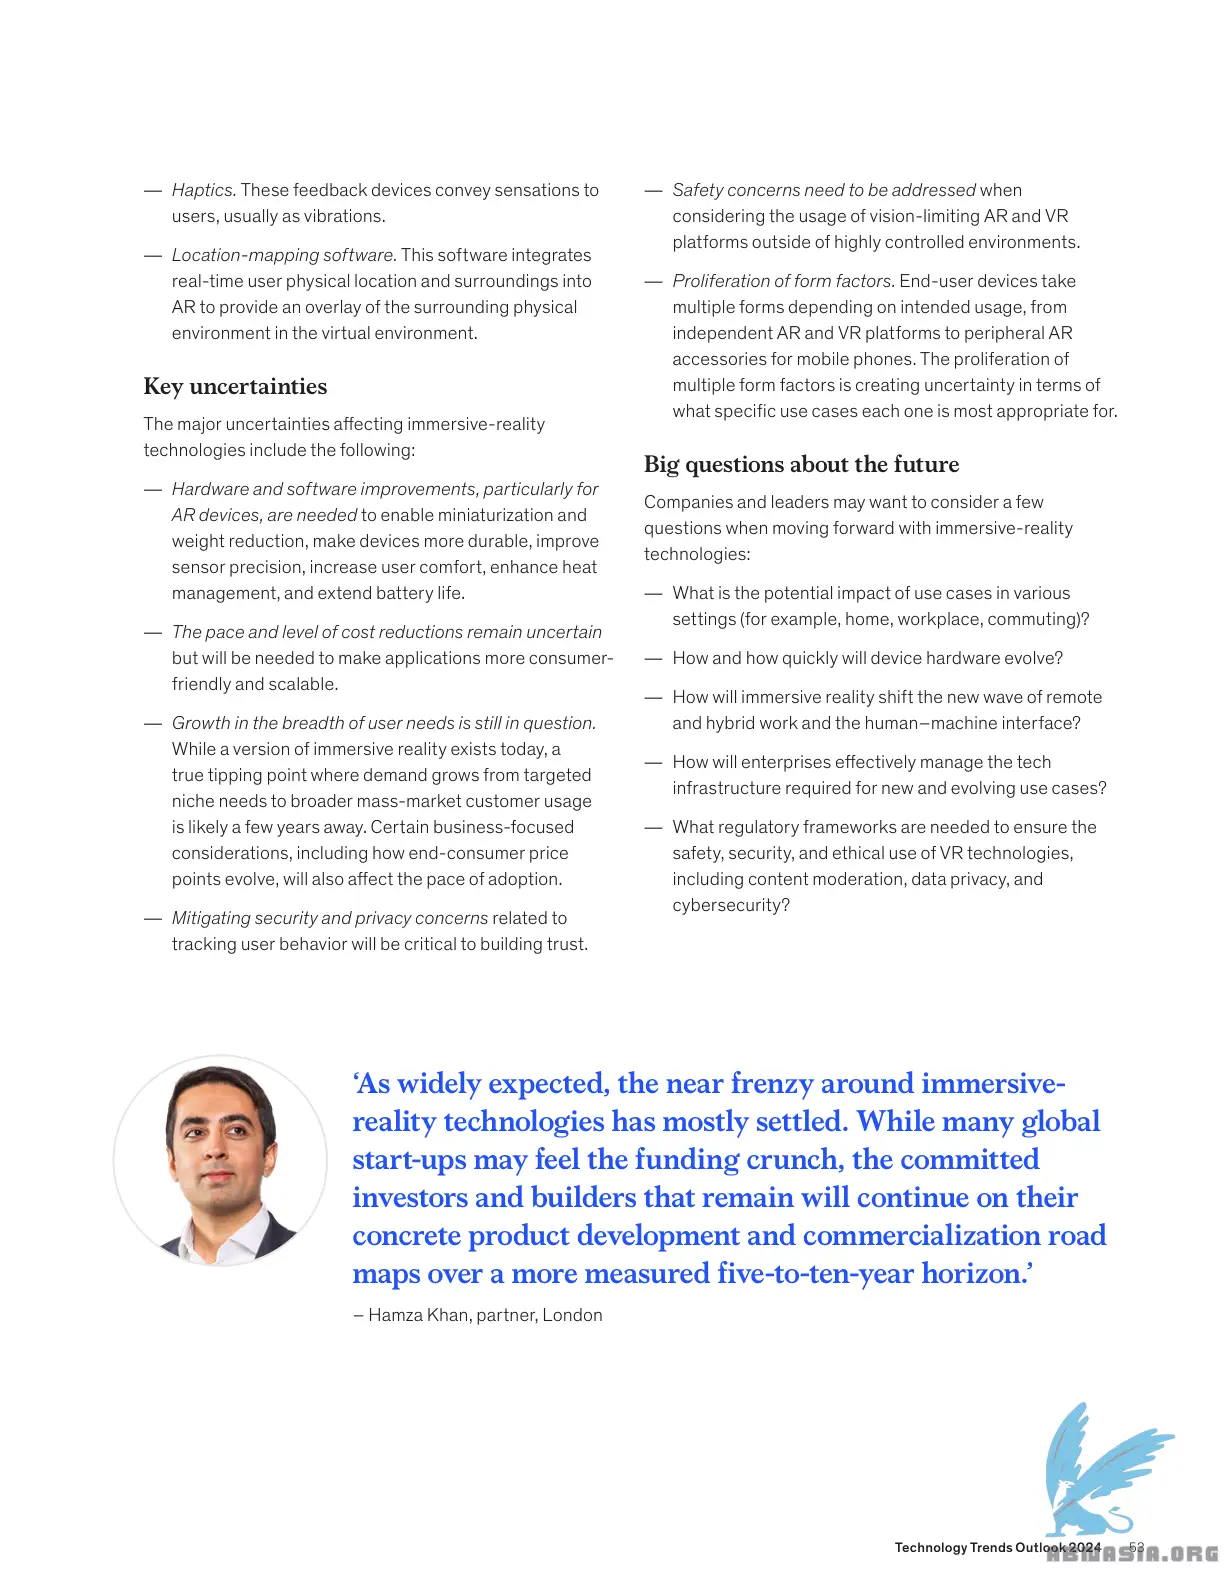 — Haptics. These feedback devices convey sensations to
users, usually as vibrations.
— Location-mapping software. This software integrates
real-time user physical location and surroundings into
AR to provide an overlay of the surrounding physical
environment in the virtual environment.
Key uncertainties
The major uncertainties affecting immersive-reality
technologies include the following:
— Hardware and software improvements, particularly for
AR devices, are needed to enable miniaturization and
weight reduction, make devices more durable, improve
sensor precision, increase user comfort, enhance heat
management, and extend battery life.
— The pace and level of cost reductions remain uncertain
but will be needed to make applications more consumer-
friendly and scalable.
— Growth in the breadth of user needs is still in question.
While a version of immersive reality exists today, a
true tipping point where demand grows from targeted
niche needs to broader mass-market customer usage
is likely a few years away. Certain business-focused
considerations, including how end-consumer price
points evolve, will also affect the pace of adoption.
— Mitigating security and privacy concerns related to
tracking user behavior will be critical to building trust.
— Safety concerns need to be addressed when
considering the usage of vision-limiting AR and VR
platforms outside of highly controlled environments.
— Proliferation of form factors. End-user devices take
multiple forms depending on intended usage, from
independent AR and VR platforms to peripheral AR
accessories for mobile phones. The proliferation of
multiple form factors is creating uncertainty in terms of
what specific use cases each one is most appropriate for.
Big questions about the future
Companies and leaders may want to consider a few
questions when moving forward with immersive-reality
technologies:
— What is the potential impact of use cases in various
settings (for example, home, workplace, commuting)?
— How and how quickly will device hardware evolve?
— How will immersive reality shift the new wave of remote
and hybrid work and the human–machine interface?
— How will enterprises effectively manage the tech
infrastructure required for new and evolving use cases?
— What regulatory frameworks are needed to ensure the
safety, security, and ethical use of VR technologies,
including content moderation, data privacy, and
cybersecurity?
‘As widely expected, the near frenzy around immersive-
reality technologies has mostly settled. While many global
start-ups may feel the funding crunch, the committed
investors and builders that remain will continue on their
concrete product development and commercialization road
maps over a more measured five-to-ten-year horizon.’
– Hamza Khan, partner, London
Technology Trends Outlook 2024 53
ABWASIA.ORG